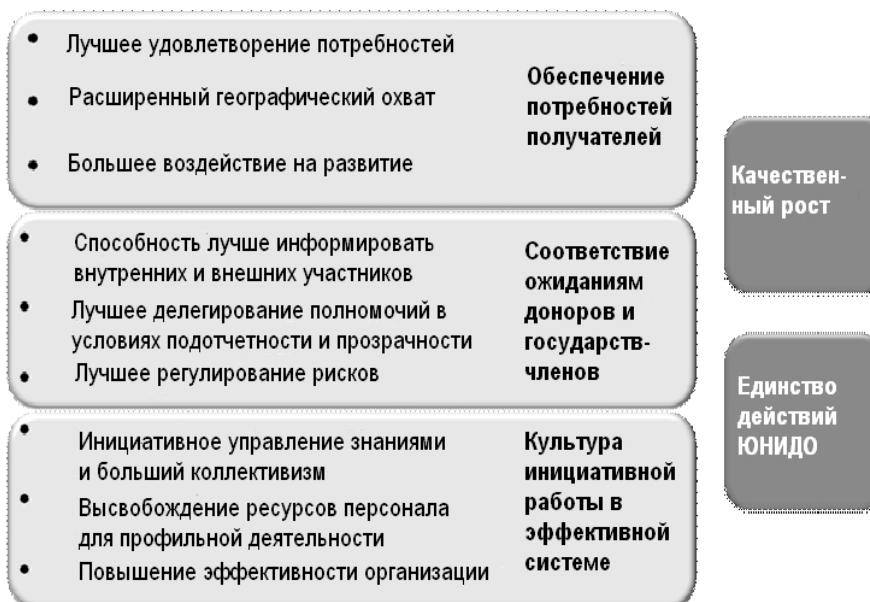 • Лучшее удовлетворение потребностей
• Расширенный географический охват
• Большее воздействие на развитие
Обеспечение
потребностей
получателей
• Способность лучше информировать
внутренних и внешних участников
• Лучшее делегирование полномочий в
условиях подотчетности и прозрачности
• Лучшее регулирование рисков
Соответствие
ожиданиям
доноров и
государств-
членов
• Инициативное управление знаниями
и больший коллективизм
• Высвобождение ресурсов персонала
для профильной деятельности
• Повышение эффективности организации
Культура
инициативной
работы в
эффективной
системе
Качествен-
ный рост
Единство
действий
ЮНИДО